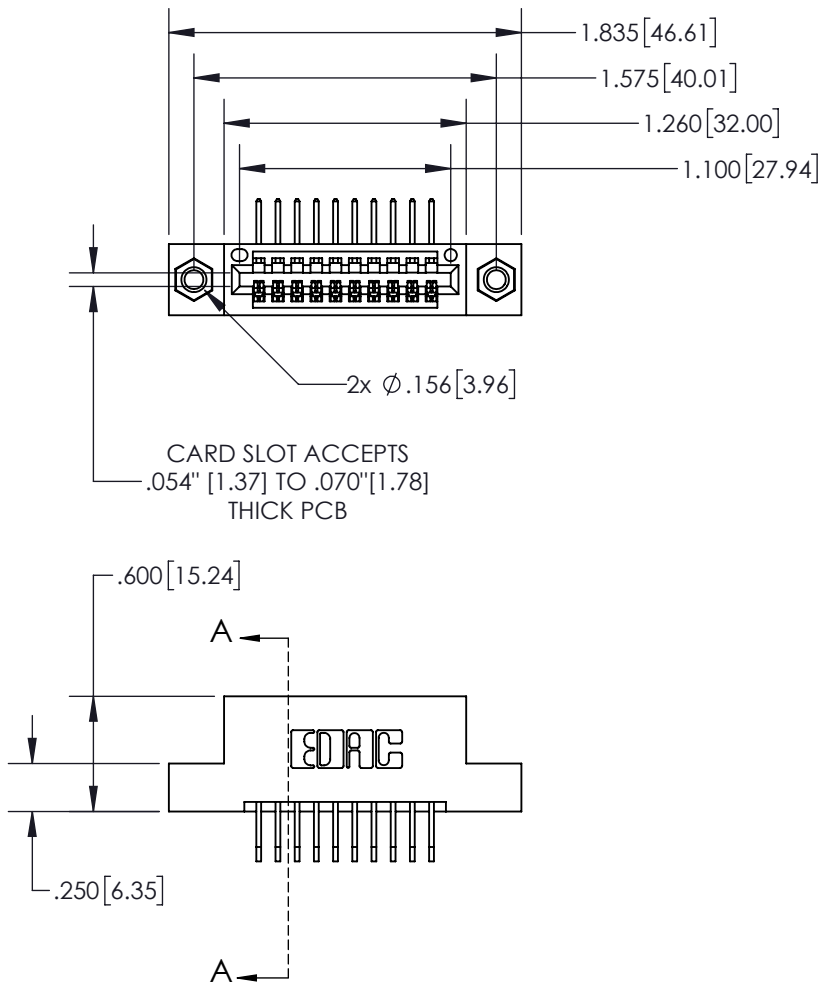 1.835[46.61]
1.575[40.01]
1.260[32.00]
1.100[27.94]
2x ∅.156[3.96]
CARD SLOT ACCEPTS
.054" [1.37] TO .070"[1.78]
THICK PCB
.600[15.24]
A
EDAC
.250[6.35]
A